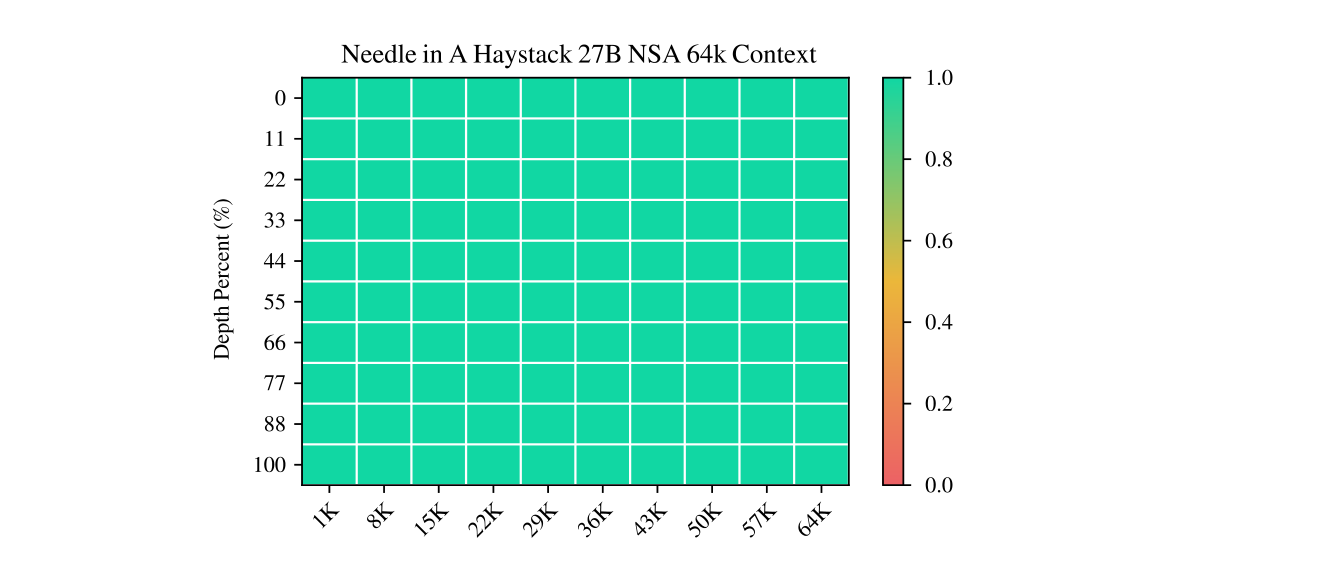 Needle in A Haystack 27B NSA 64k Context
Depth Percent (%)
0
11
22
33
44
55
66
77
88
100
1K
8K
15K
22K
29K
36K
43K
50K
57K
64K
1.0
0.8
0.6
0.4
0.2
0.0